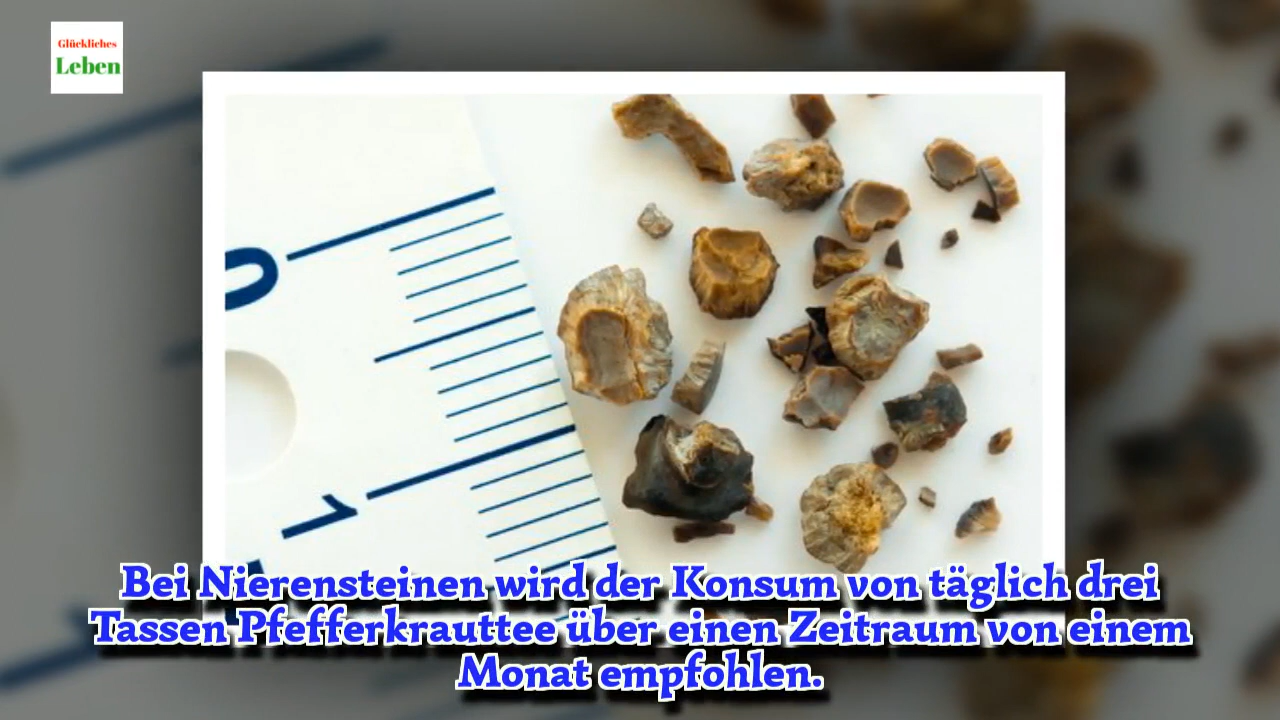 Glückliches
Leben
0
1
Bei Nierensteinen wird der Konsum von täglich drei
Tassen Pfefferkrauttee über einen Zeitraum von einem
Monat empfohlen.